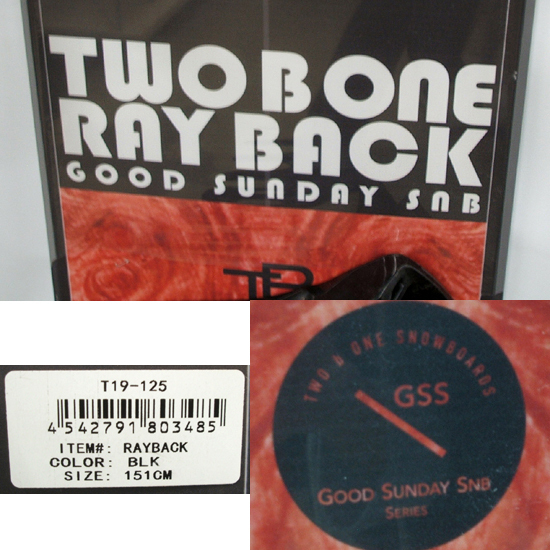 TWO B ONE
RAY BACK
GOOD SUNDAY SNB
TB
T19-125
4 542791 803485
ITEM#: RAYBACK
COLOR: BLK
SIZE: 151CM
TWO B ONE SNOWBOARDS
GSS
GOOD SUNDAY SNB
SERIES